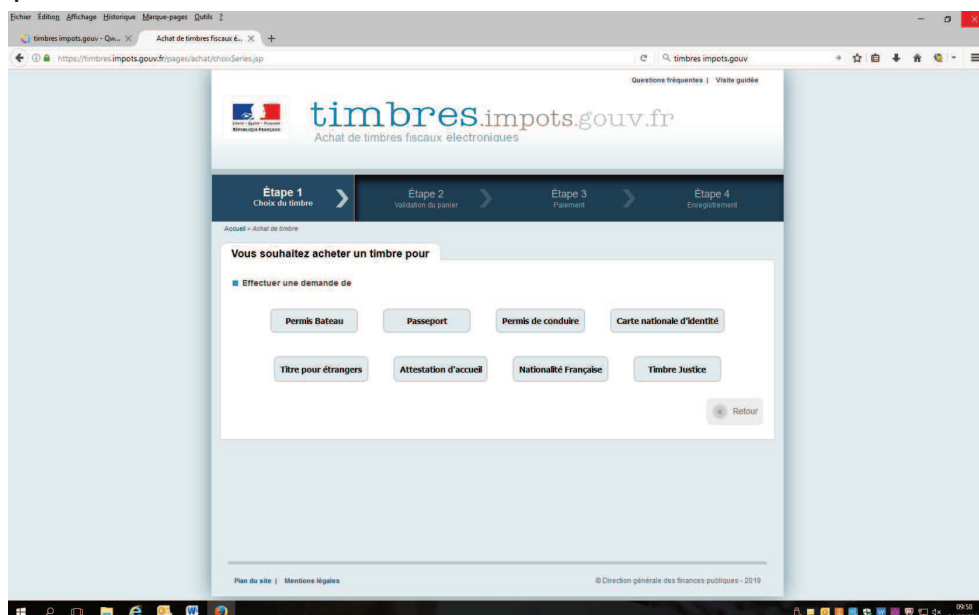 Fichier Édition Affichage Historique Marque-pages Outils ?
timbres impots.gouv - Qw... Achat de timbres fiscaux é...
https://timbres.impots.gouv.fr/pages/achat/choixSeries.jsp timbres impots.gouv
Questions fréquentes | Visite guidée
timbres.impots.gouv.fr
Liberté • Égalité • Fraternité
RÉPUBLIQUE FRANÇAISE
Achat de timbres fiscaux électroniques
Étape 1 Étape 2 Étape 3 Étape 4
Choix du timbre Validation du panier Paiement Enregistrement
Accueil > Achat de timbre
Vous souhaitez acheter un timbre pour
Effectuer une demande de
Permis Bateau Passeport Permis de conduire Carte nationale d'identité
Titre pour étrangers Attestation d'accueil Nationalité Française Timbre Justice
Retour
Plan du site | Mentions légales © Direction générale des finances publiques - 2019
09:58